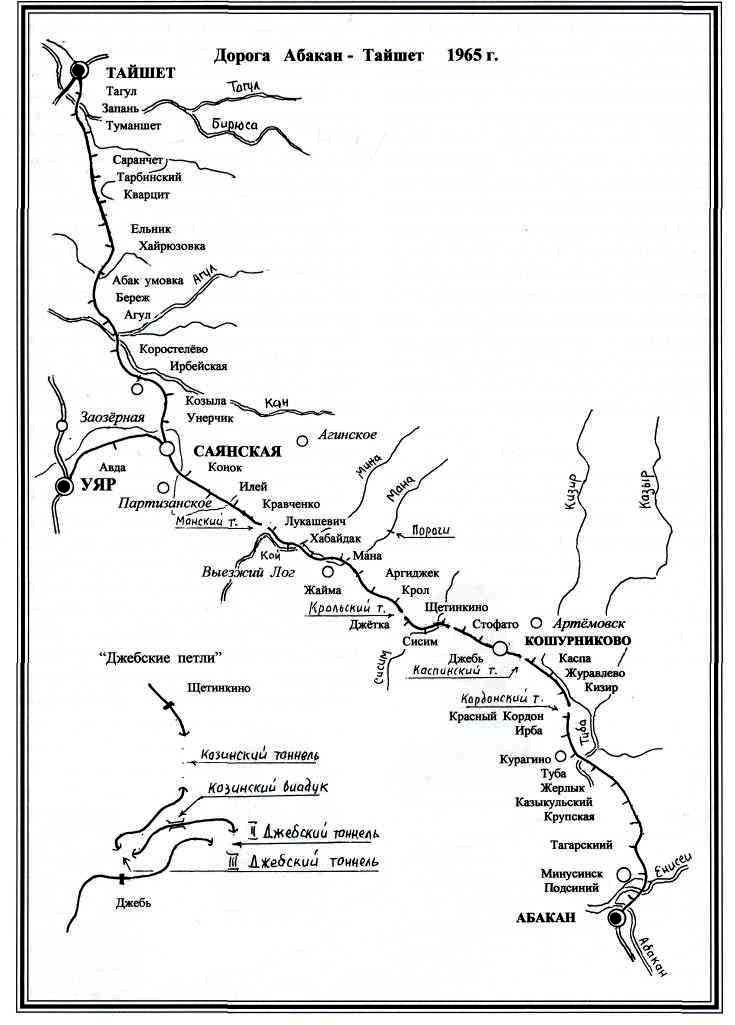 Дорога Абакан - Тайшет 1965 г.
ТАЙШЕТ
Тагул
Запань
Туманшет
Тагул
Бирюса
Саранчет
Тарбинский
Кварцит
Ельник
Хайрюзовка
Абак умовка
Агул
Береж
Агул
Коростелёво
Ирбейская
Козыла
Кан
Заозёрная
Унерчик
Агинское
САЯНСКАЯ
Авда
Конок
УЯР
Илей
Партизанское
Кравченко
Манский т.
Лукашевич
Мина
Мана
Кизир
Казыр
Хабайдак
Пороги
Кой
Мана
Выезжий Лог
Жайма
Аргиджек
Крол
Крольский т.
Щетинкино
Джётка
Стофато
Артёмовск
Сисим
КОШУРНИКОВО
Сисим
Джебь
Каспа
Каспинский т.
Журавлево
Кизир
Кордонский т.
Красный Кордон
Ирба
Туба
Курагино
Туба
Жерлык
Казыкульский
Крупская
Тагарскиий
Минусинск
Енисей
Подсиний
АБАКАН
Абакан
“Джебские петли”
Щетинкино
Козинский тоннель
Козинский виадук
II Джебский тоннель
III Джебский тоннель
Джебь